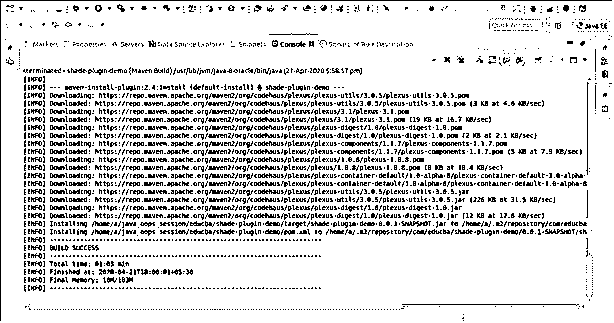 Quick Access
Java EE
Markers Properties Servers Data Source Explorer Snippets Console
<terminated> shade-plugin-demo [Maven Build] /usr/lib/jvm/java-8-oracle/bin/java (21-Apr-2020 5:58:57 pm)
[INFO]
[INFO] --- maven-install-plugin:2.4:install (default-install) @ shade-plugin-demo ---
[INFO] Downloading: https://repo.maven.apache.org/maven2/org/codehaus/plexus/plexus-utils/3.0.5/plexus-utils-3.0.5.pom
[INFO] Downloaded: https://repo.maven.apache.org/maven2/org/codehaus/plexus/plexus-utils/3.0.5/plexus-utils-3.0.5.pom (3 KB at 4.6 KB/sec)
[INFO] Downloading: https://repo.maven.apache.org/maven2/org/codehaus/plexus/plexus/3.1/plexus-3.1.pom
[INFO] Downloaded: https://repo.maven.apache.org/maven2/org/codehaus/plexus/plexus/3.1/plexus-3.1.pom (19 KB at 16.7 KB/sec)
[INFO] Downloading: https://repo.maven.apache.org/maven2/org/codehaus/plexus/plexus-digest/1.0/plexus-digest-1.0.pom
[INFO] Downloaded: https://repo.maven.apache.org/maven2/org/codehaus/plexus/plexus-digest/1.0/plexus-digest-1.0.pom (2 KB at 2.1 KB/sec)
[INFO] Downloading: https://repo.maven.apache.org/maven2/org/codehaus/plexus/plexus-components/1.1.7/plexus-components-1.1.7.pom
[INFO] Downloaded: https://repo.maven.apache.org/maven2/org/codehaus/plexus/plexus-components/1.1.7/plexus-components-1.1.7.pom (5 KB at 7.9 KB/sec)
[INFO] Downloading: https://repo.maven.apache.org/maven2/org/codehaus/plexus/plexus/1.0.8/plexus-1.0.8.pom
[INFO] Downloaded: https://repo.maven.apache.org/maven2/org/codehaus/plexus/plexus/1.0.8/plexus-1.0.8.pom (8 KB at 10.4 KB/sec)
[INFO] Downloading: https://repo.maven.apache.org/maven2/org/codehaus/plexus/plexus-container-default/1.0-alpha-8/plexus-container-default-1.0-alpha-
[INFO] Downloaded: https://repo.maven.apache.org/maven2/org/codehaus/plexus/plexus-container-default/1.0-alpha-8/plexus-container-default-1.0-alpha-8
[INFO] Downloading: https://repo.maven.apache.org/maven2/org/codehaus/plexus/plexus-utils/3.0.5/plexus-utils-3.0.5.jar
[INFO] Downloaded: https://repo.maven.apache.org/maven2/org/codehaus/plexus/plexus-utils/3.0.5/plexus-utils-3.0.5.jar (226 KB at 31.5 KB/sec)
[INFO] Downloading: https://repo.maven.apache.org/maven2/org/codehaus/plexus/plexus-digest/1.0/plexus-digest-1.0.jar
[INFO] Downloaded: https://repo.maven.apache.org/maven2/org/codehaus/plexus/plexus-digest/1.0/plexus-digest-1.0.jar (12 KB at 12.6 KB/sec)
[INFO] Installing /home/a/java_oops_session/educba/shade-plugin-demo/target/shade-plugin-demo-0.0.1-SNAPSHOT.jar to /home/a/.m2/repository/com/educba
[INFO] Installing /home/a/java_oops_session/educba/shade-plugin-demo/pom.xml to /home/a/.m2/repository/com/educba/shade-plugin-demo/0.0.1-SNAPSHOT/sh
[INFO] ------------------------------------------------------------------------
[INFO] BUILD SUCCESS
[INFO] ------------------------------------------------------------------------
[INFO] Total time: 01:03 min
[INFO] Finished at: 2020-04-21T18:00:01+05:30
[INFO] Final Memory: 18M/183M
[INFO] ------------------------------------------------------------------------